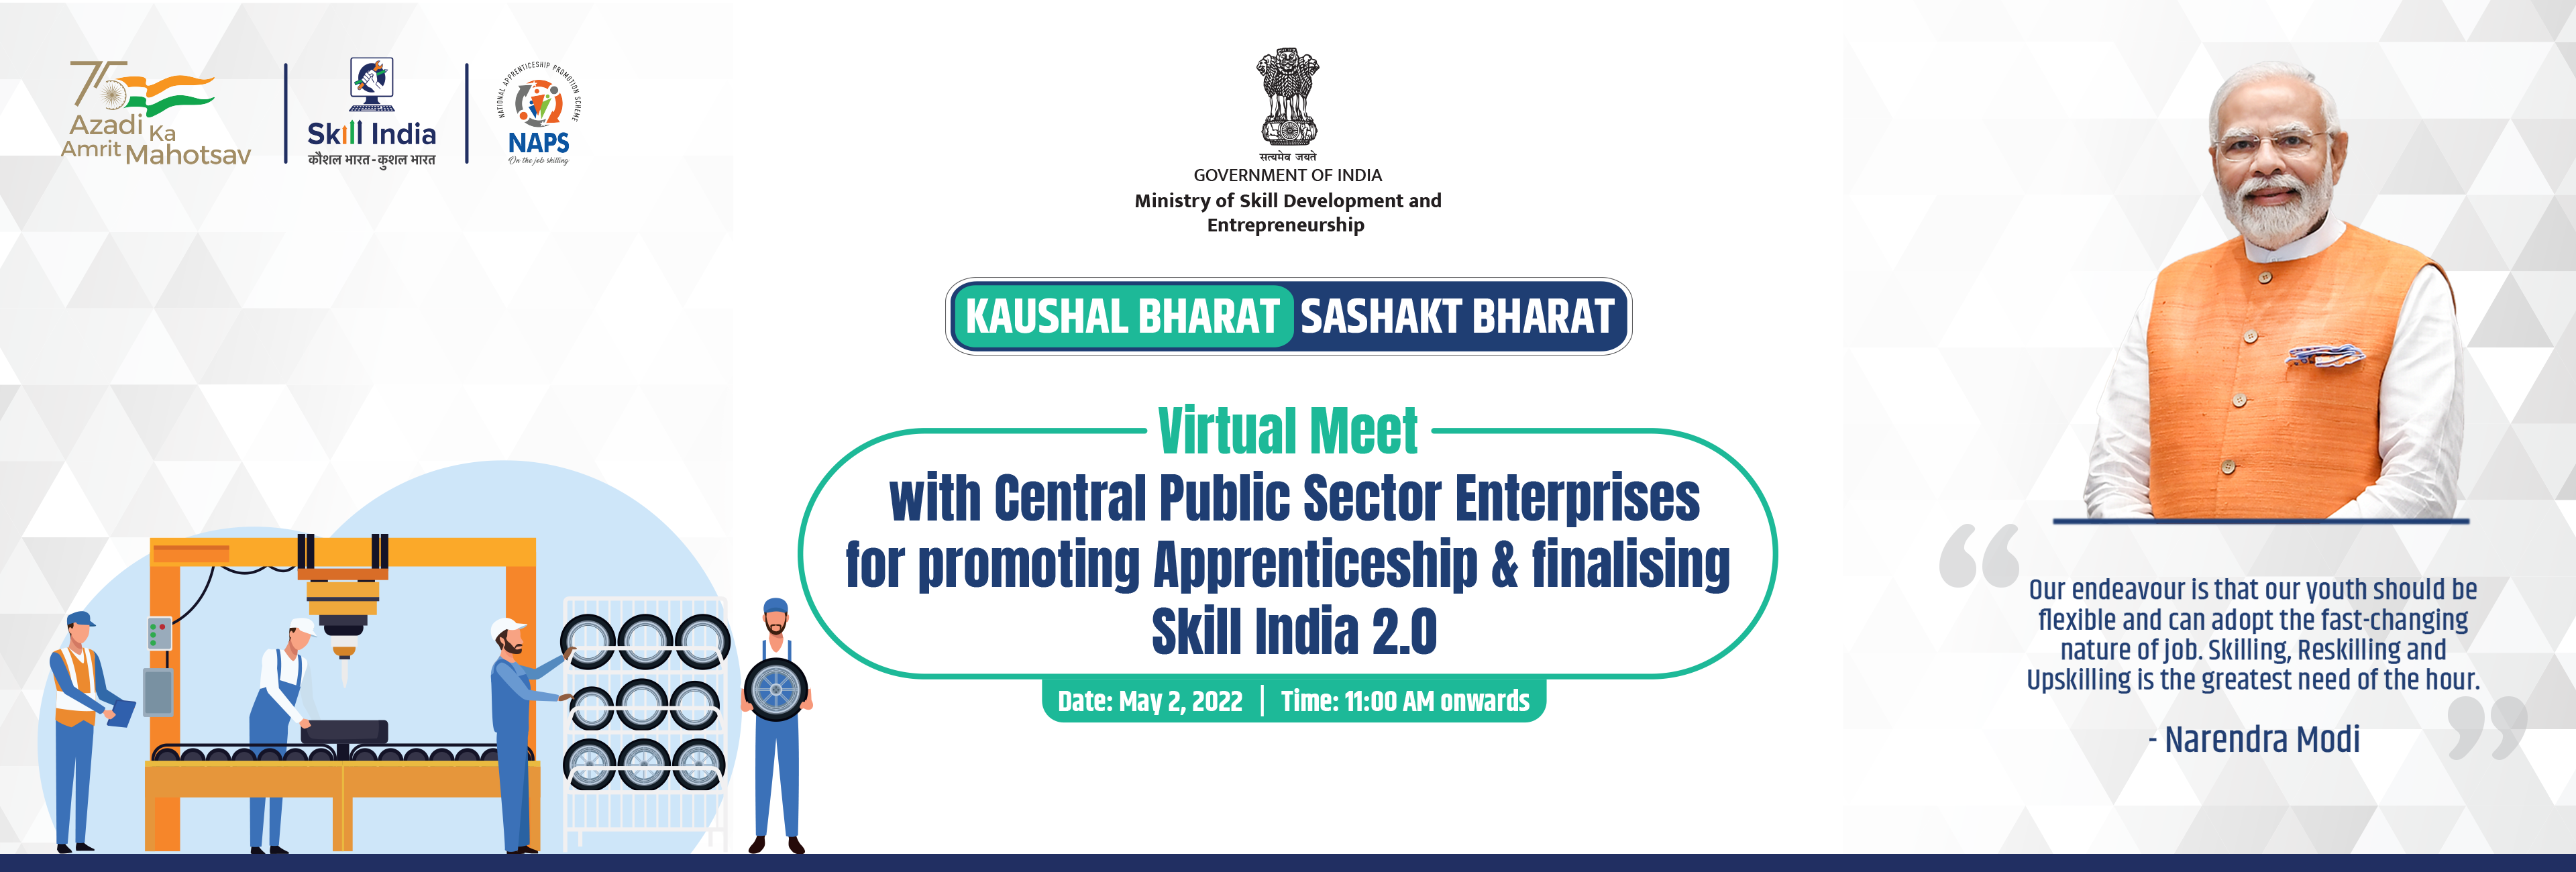 75
Azadi Ka
Amrit Mahotsav
Skill India
कौशल भारत - कुशल भारत
NATIONAL APPRENTICESHIP PROMOTION SCHEME
NAPS
On the job skilling
सत्यमेव जयते
GOVERNMENT OF INDIA
Ministry of Skill Development and
Entrepreneurship
KAUSHAL BHARAT SASHAKT BHARAT
Virtual Meet
with Central Public Sector Enterprises
for promoting Apprenticeship & finalising
Skill India 2.0
Date: May 2, 2022 | Time: 11:00 AM onwards
“
Our endeavour is that our youth should be
flexible and can adopt the fast-changing
nature of job. Skilling, Reskilling and
Upskilling is the greatest need of the hour.
”
- Narendra Modi